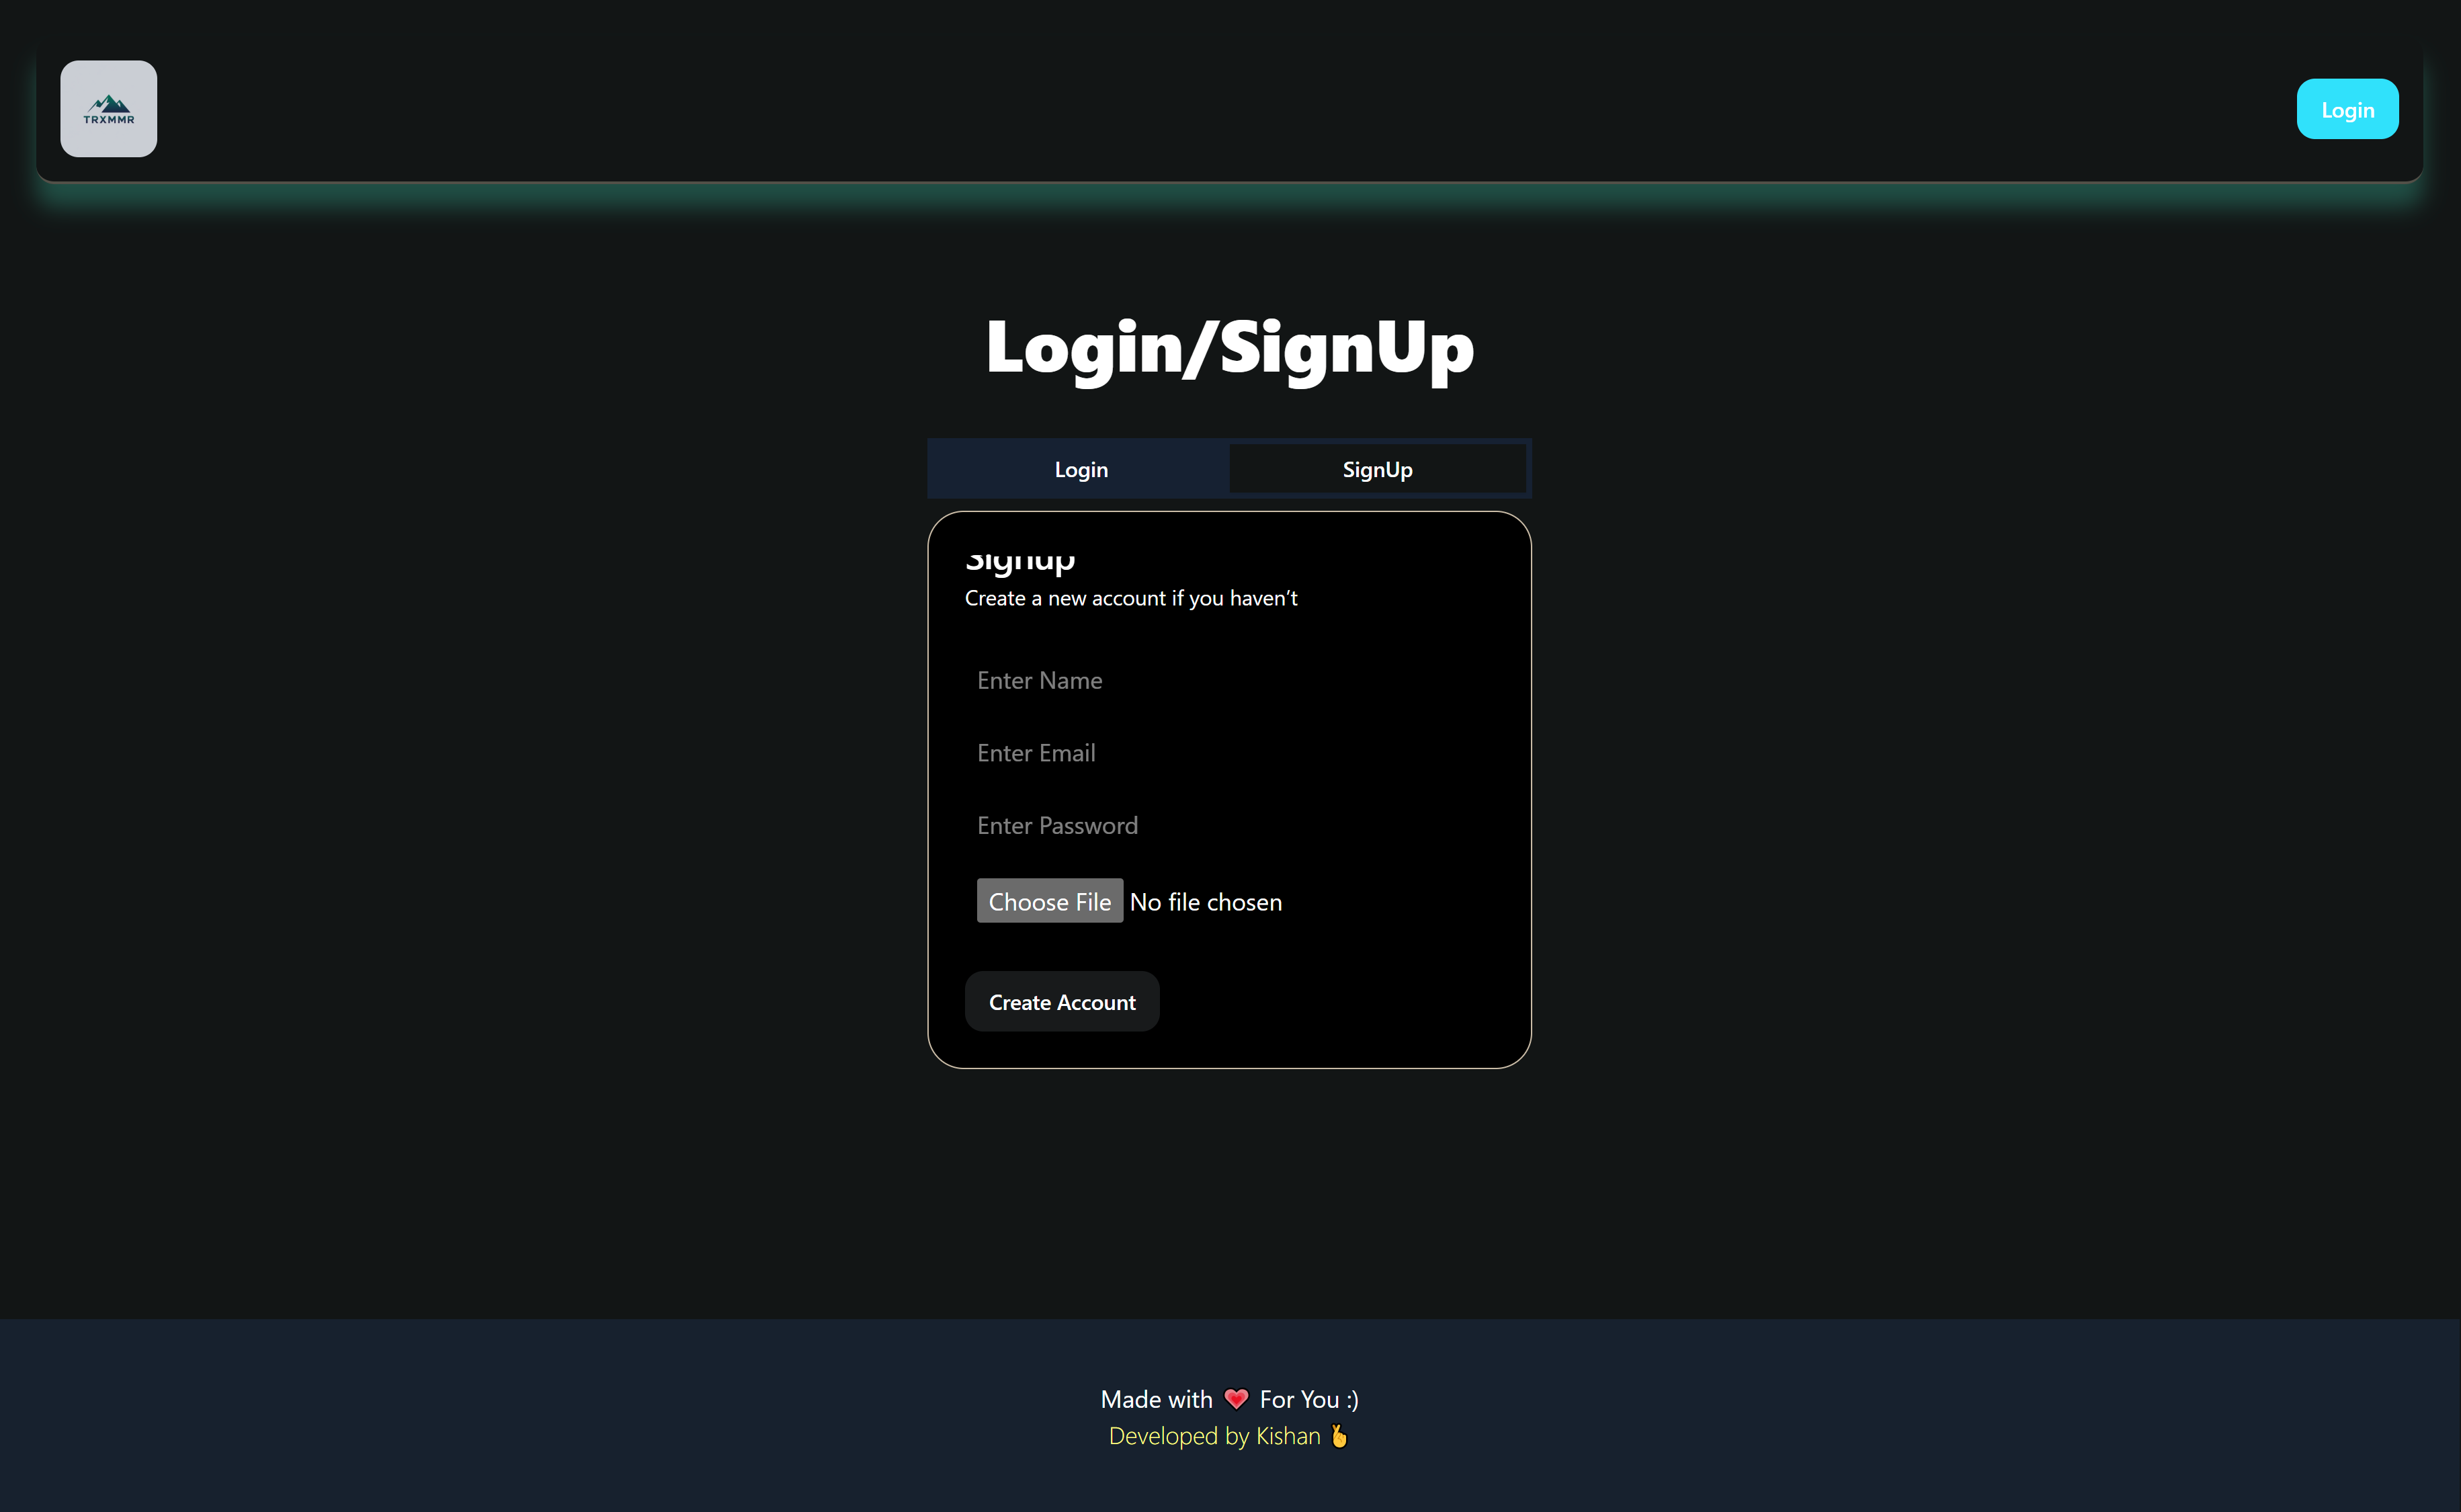 TRXMMR
Login
Login/SignUp
Login
SignUp
Signup
Create a new account if you haven’t
Enter Name
Enter Email
Enter Password
Choose File No file chosen
Create Account
Made with 💗 For You :)
Developed by Kishan 🫰